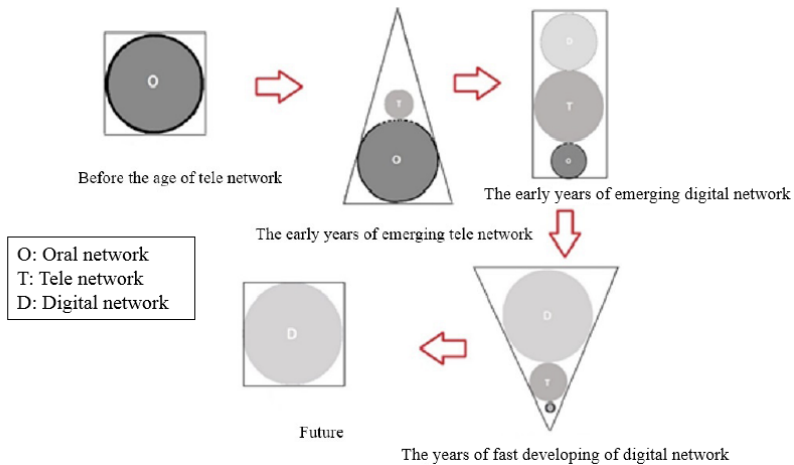 O
Before the age of tele network
T
O
The early years of emerging tele network
D
T
O
The early years of emerging digital network
O: Oral network
T: Tele network
D: Digital network
D
T
The years of fast developing of digital network
D
Future